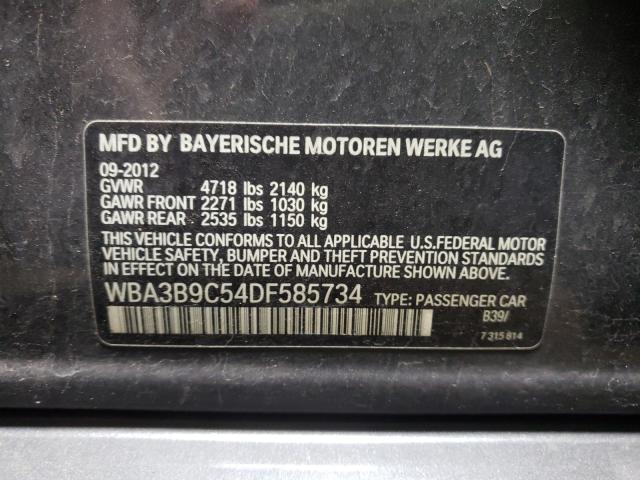 MFD BY BAYERISCHE MOTOREN WERKE AG
09-2012
GVWR 4718 lbs 2140 kg
GAWR FRONT 2271 lbs 1030 kg
GAWR REAR 2535 lbs 1150 kg
THIS VEHICLE CONFORMS TO ALL APPLICABLE U.S.FEDERAL MOTOR
VEHICLE SAFETY, BUMPER AND THEFT PREVENTION STANDARDS
IN EFFECT ON THE DATE OF MANUFACTURE SHOWN ABOVE.
WBA3B9C54DF585734 TYPE: PASSENGER CAR
B39/
7 315 814